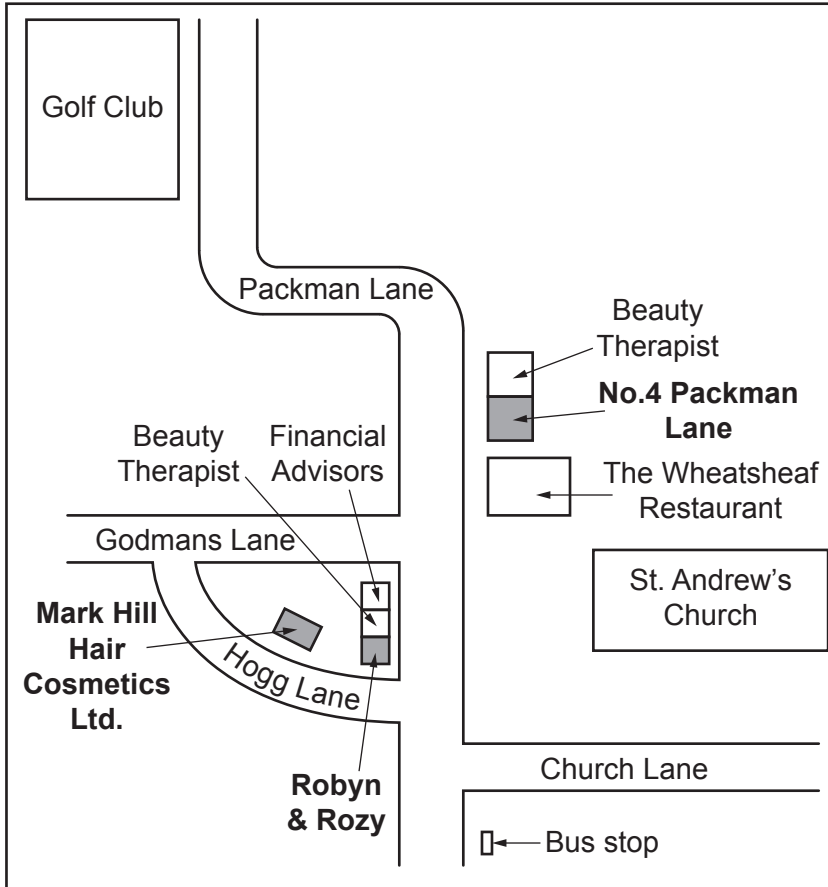 Golf Club
Packman Lane
Beauty
Therapist
No.4 Packman
Lane
Beauty
Therapist
Financial
Advisors
The Wheatsheaf
Restaurant
Godmans Lane
St. Andrew's
Church
Mark Hill
Hair
Cosmetics
Ltd.
Hogg Lane
Robyn
& Rozy
Church Lane
Bus stop